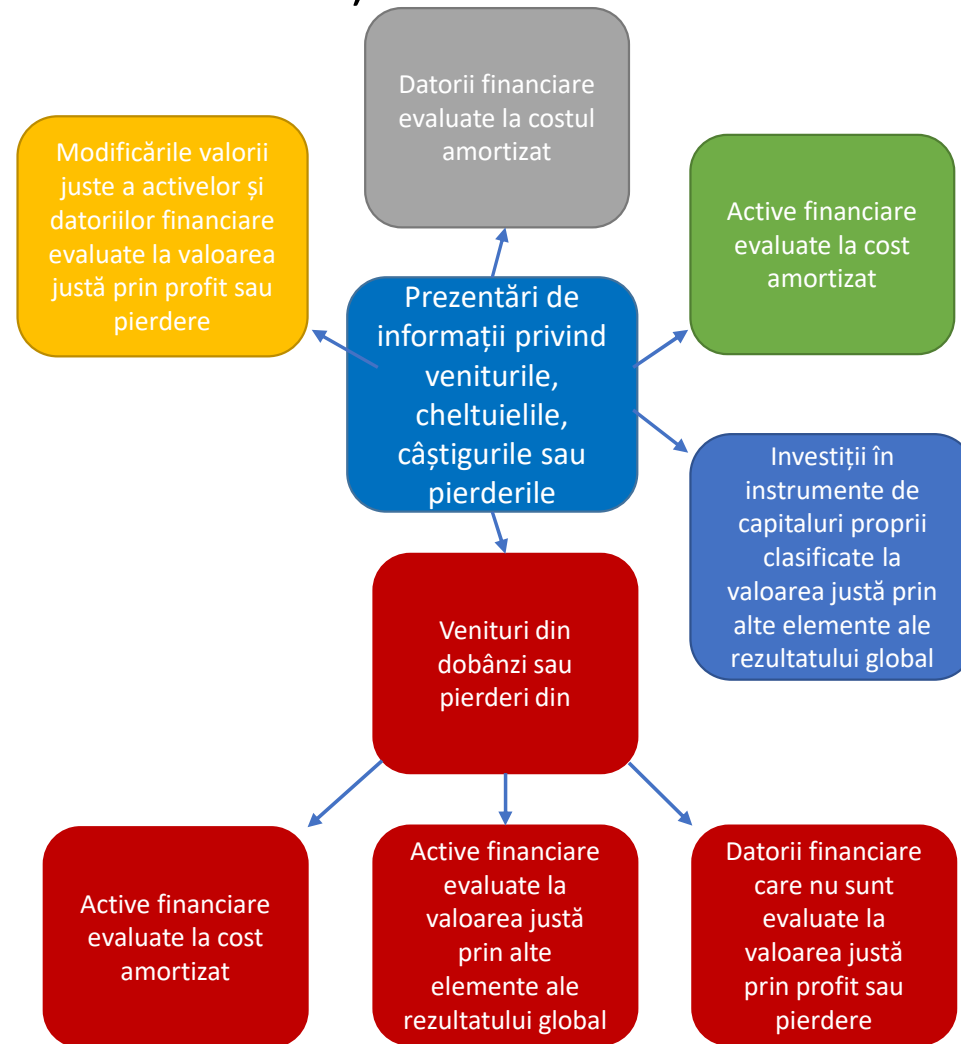 Datorii financiare
evaluate la costul
amortizat
Modificările valorii
juste a activelor și
datoriilor financiare
evaluate la valoarea
justă prin profit sau
pierdere
Active financiare
evaluate la cost
amortizat
Prezentări de
informații privind
veniturile,
cheltuielile,
câștigurile sau
pierderile
Investiții în
instrumente de
capitaluri proprii
clasificate la
valoarea justă prin
alte elemente ale
rezultatului global
Venituri din
dobânzi sau
pierderi din
Active financiare
evaluate la cost
amortizat
Active financiare
evaluate la
valoarea justă
prin alte
elemente ale
rezultatului global
Datorii financiare
care nu sunt
evaluate la
valoarea justă
prin profit sau
pierdere